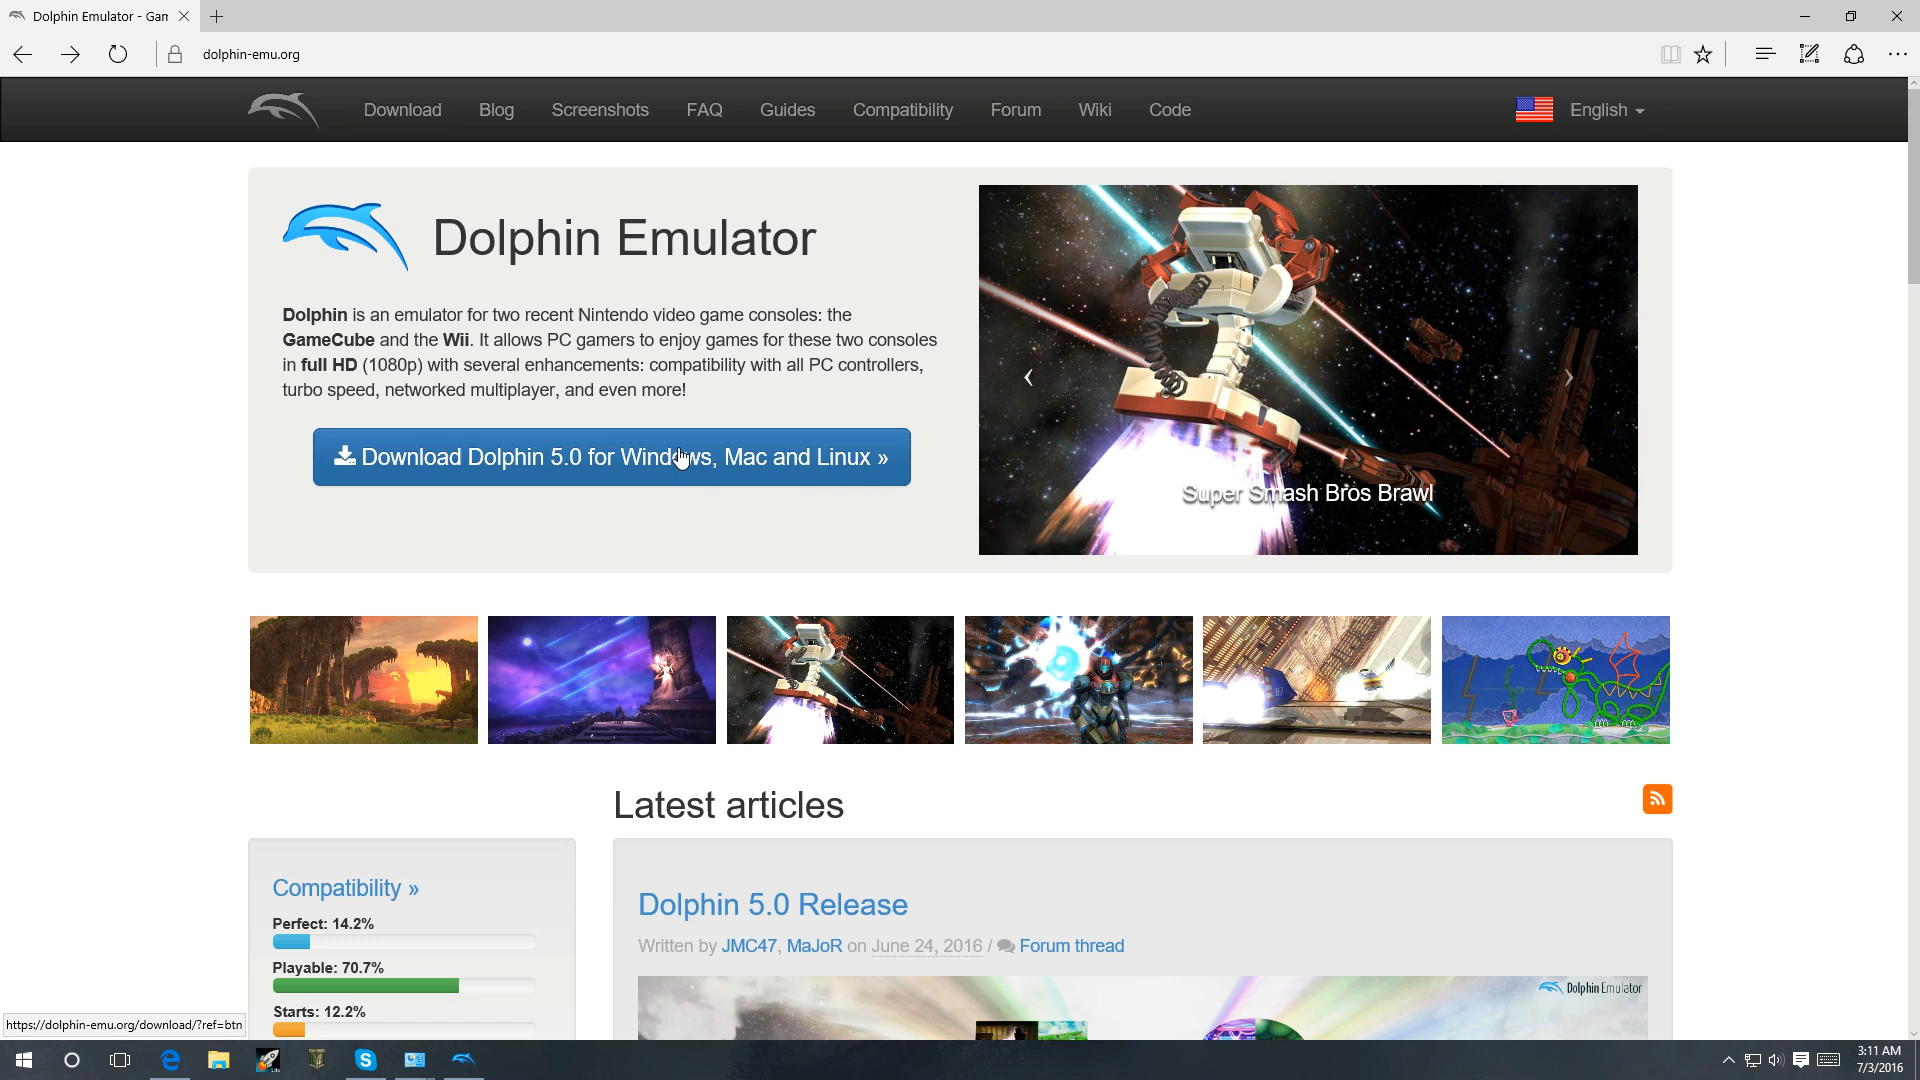 Dolphin Emulator - Gam
dolphin-emu.org
Download Blog Screenshots FAQ Guides Compatibility Forum Wiki Code English
Dolphin Emulator
Dolphin is an emulator for two recent Nintendo video game consoles: the
GameCube and the Wii. It allows PC gamers to enjoy games for these two consoles
in full HD (1080p) with several enhancements: compatibility with all PC controllers,
turbo speed, networked multiplayer, and even more!
Download Dolphin 5.0 for Windows, Mac and Linux »
Super Smash Bros Brawl
Latest articles
Compatibility »
Perfect: 14.2%
Playable: 70.7%
Starts: 12.2%
Dolphin 5.0 Release
Written by JMC47, MaJoR on June 24, 2016 / Forum thread
Dolphin Emulator
https://dolphin-emu.org/download/?ref=btn
3:11 AM
7/3/2016